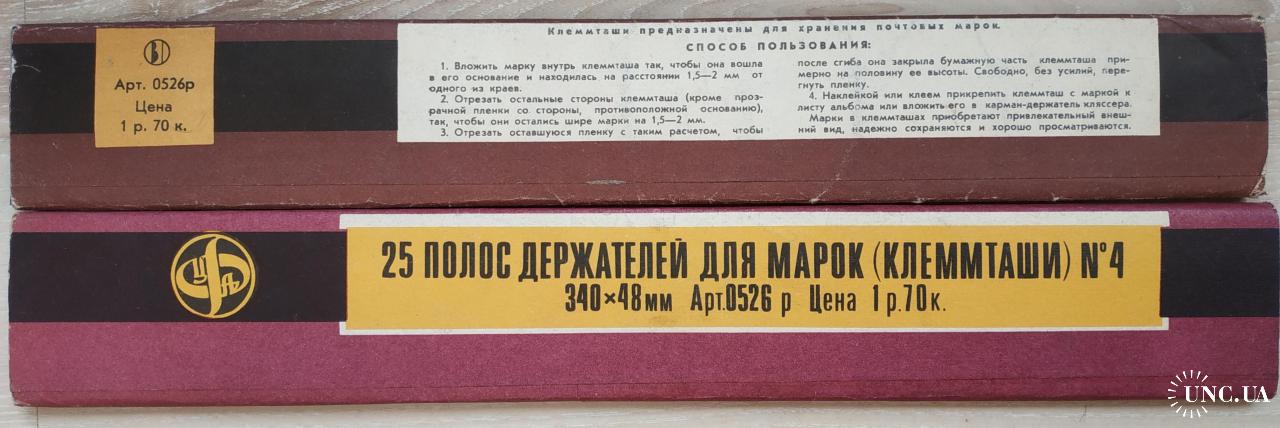 Арт. 0526р
Цена
1 р. 70 к.
Клеммташи предназначены для хранения почтовых марок.
СПОСОБ ПОЛЬЗОВАНИЯ:
1. Вложить марку внутрь клеммташа так, чтобы она вошла
в его основание и находилась на расстоянии 1,5—2 мм от
одного из краев.
2. Отрезать остальные стороны клеммташа (кроме проз-
рачной пленки со стороны, противоположной основанию),
так, чтобы они остались шире марки на 1,5—2 мм.
3. Отрезать оставшуюся пленку с таким расчетом, чтобы
после сгиба она закрыла бумажную часть клеммташа при-
мерно на половину ее высоты. Свободно, без усилий, пере-
гнуть пленку.
4. Наклейкой или клеем прикрепить клеммташ с маркой к
листу альбома или вложить его в карман-держатель кляссера.
Марки в клеммташах приобретают привлекательный внеш-
ний вид, надежно сохраняются и хорошо просматриваются.
25 ПОЛОС ДЕРЖАТЕЛЕЙ ДЛЯ МАРОК (КЛЕММТАШИ) №4
340×48мм Арт.0526 р Цена 1 р.70 к.
UNC.UA